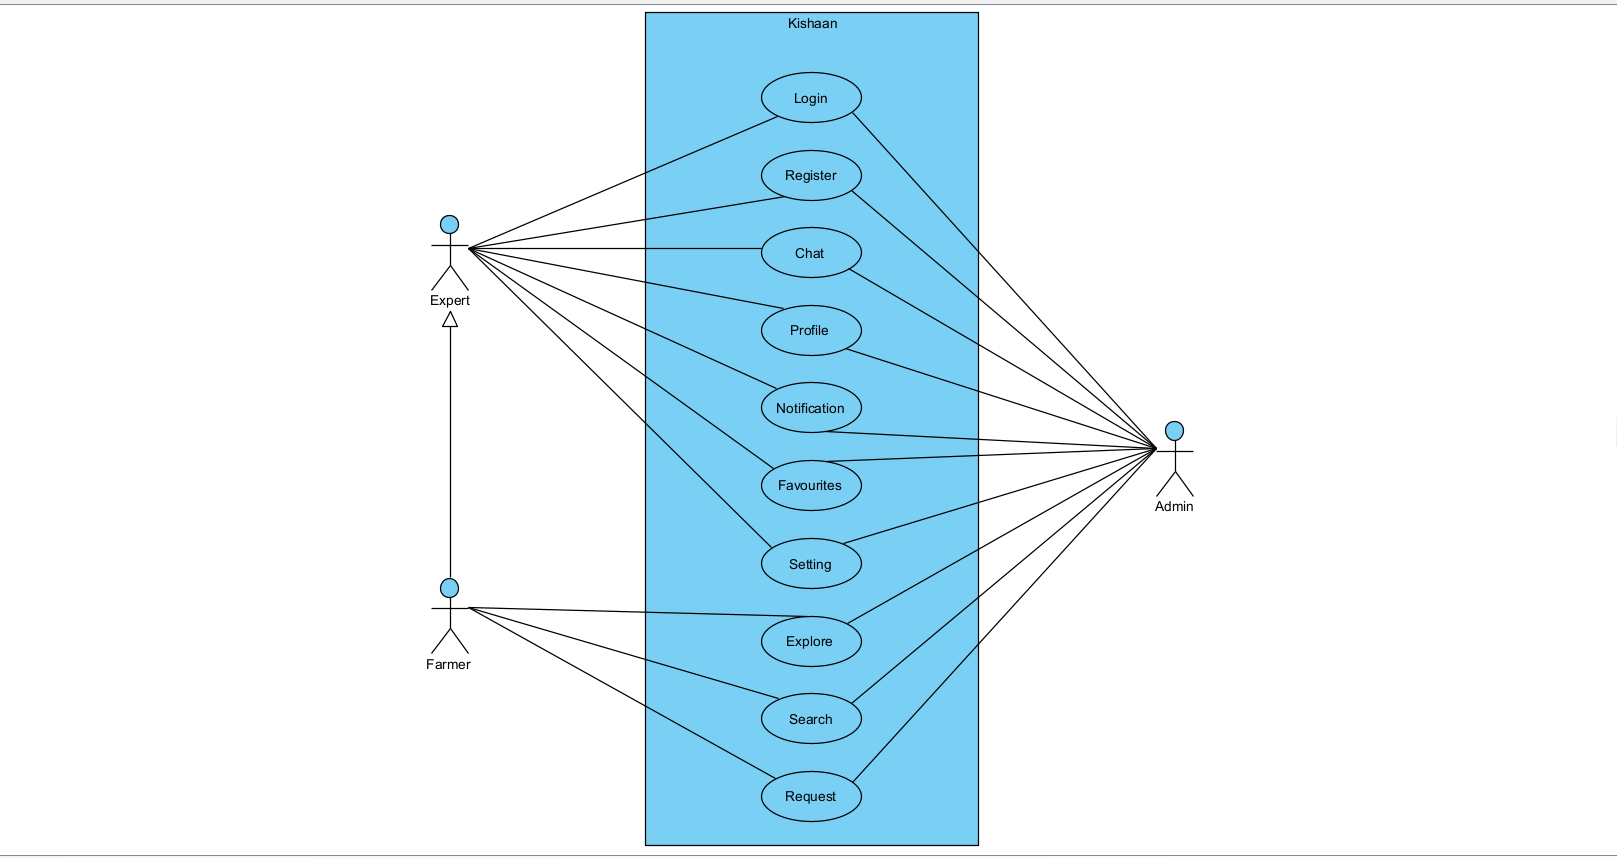 Kishaan
Login
Register
Chat
Profile
Notification
Favourites
Setting
Explore
Search
Request
Expert
Farmer
Admin